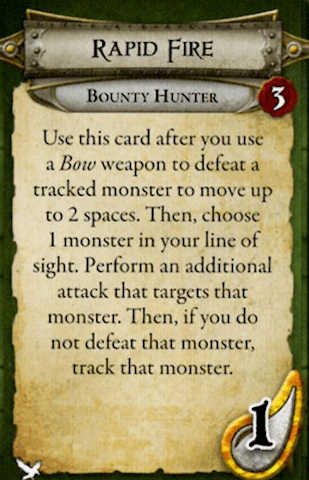 Rapid Fire
Bounty Hunter
3
Use this card after you use
a Bow weapon to defeat a
tracked monster to move up
to 2 spaces. Then, choose
1 monster in your line of
sight. Perform an additional
attack that targets that
monster. Then, if you do
not defeat that monster,
track that monster.
1